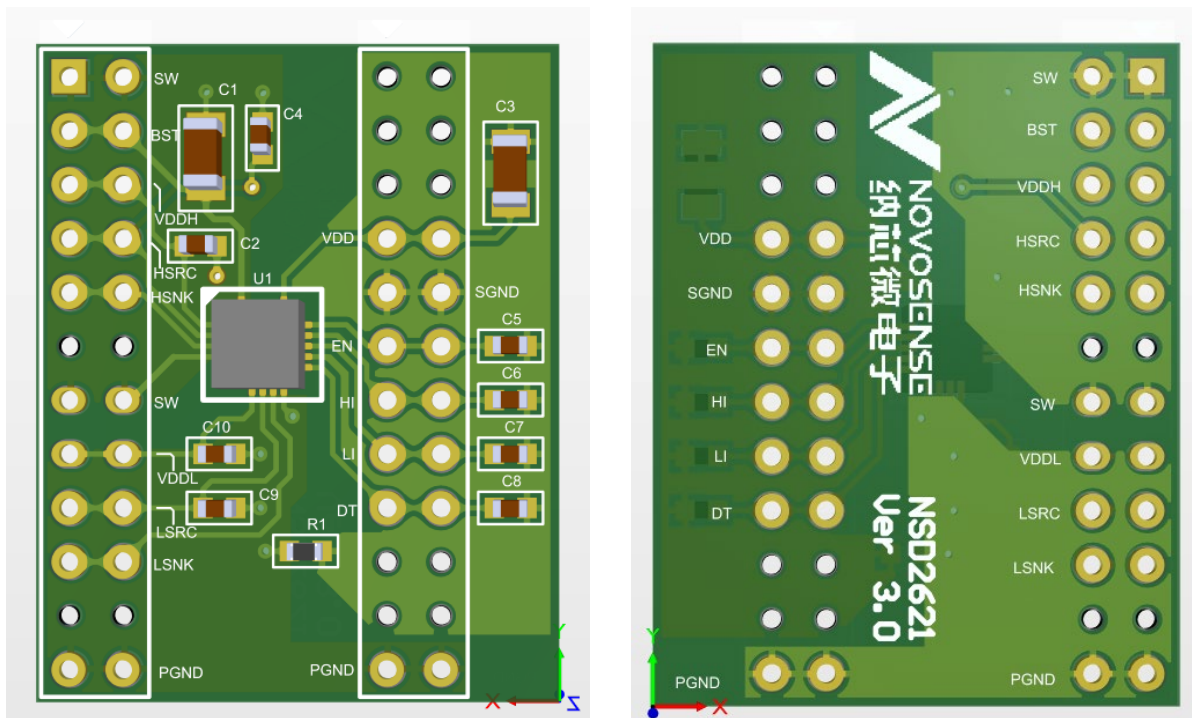 SW
C1
C4
C3
BST
VDDH
C2
VDD
HSRC
HSNK
U1
SGND
C5
EN
C6
SW
HI
C10
C7
LI
VDDL
C9
C8
DT
LSRC
R1
LSNK
PGND
PGND
Y
X
Z
SW
BST
VDDH
VDD
HSRC
SGND
HSNK
EN
HI
SW
LI
VDDL
DT
LSRC
LSNK
PGND
PGND
NOVOSENSE
纳芯微电子
NSD2621
Ver 3.0
Y
X